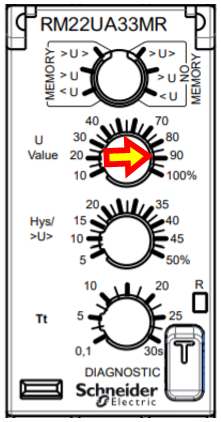 RM22UA33MR
MEMORY >U> >U <U >U> >U <U NO MEMORY
U Value 10 20 30 40 70 80 90 100%
Hys/ >U> 5 10 15 20 35 40 45 50%
R
Tt 0,1 5 10 20 25 30s
T
DIAGNOSTIC
Schneider
Electric